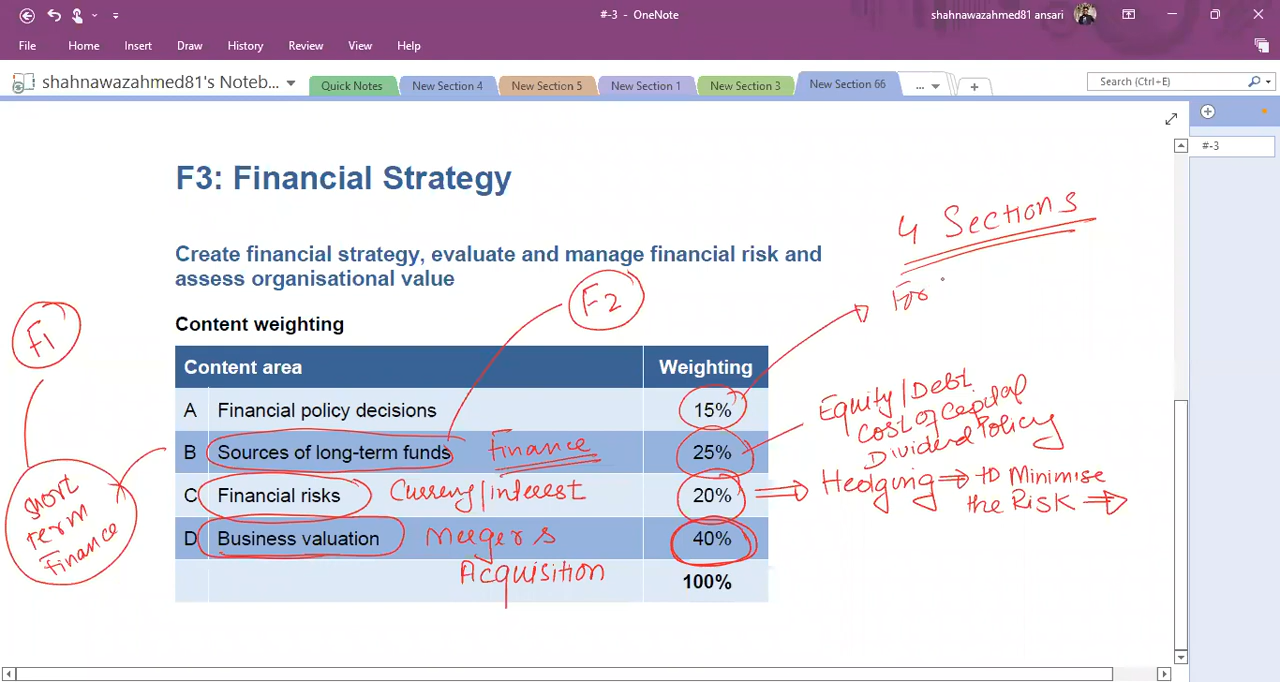 #-3 - OneNote
shahnawazahmed81 ansari
File Home Insert Draw History Review View Help
shahnawazahmed81's Noteb...
Quick Notes
New Section 4
New Section 5
New Section 1
New Section 3
New Section 66
...
Search (Ctrl+E)
#-3
F3: Financial Strategy
4 Sections
Create financial strategy, evaluate and manage financial risk and
assess organisational value
For
F2
F1
Content weighting
Content area Weighting
A Financial policy decisions 15%
Equity/Debt
Cost of Capital
Dividend Policy
B Sources of long-term funds Finance 25%
C Financial risks Currency/interest 20%
Hedging ⇒ to Minimise
the Risk ⇒
Short
Term
Finance
D Business valuation Merger & 40%
Acquisition
100%